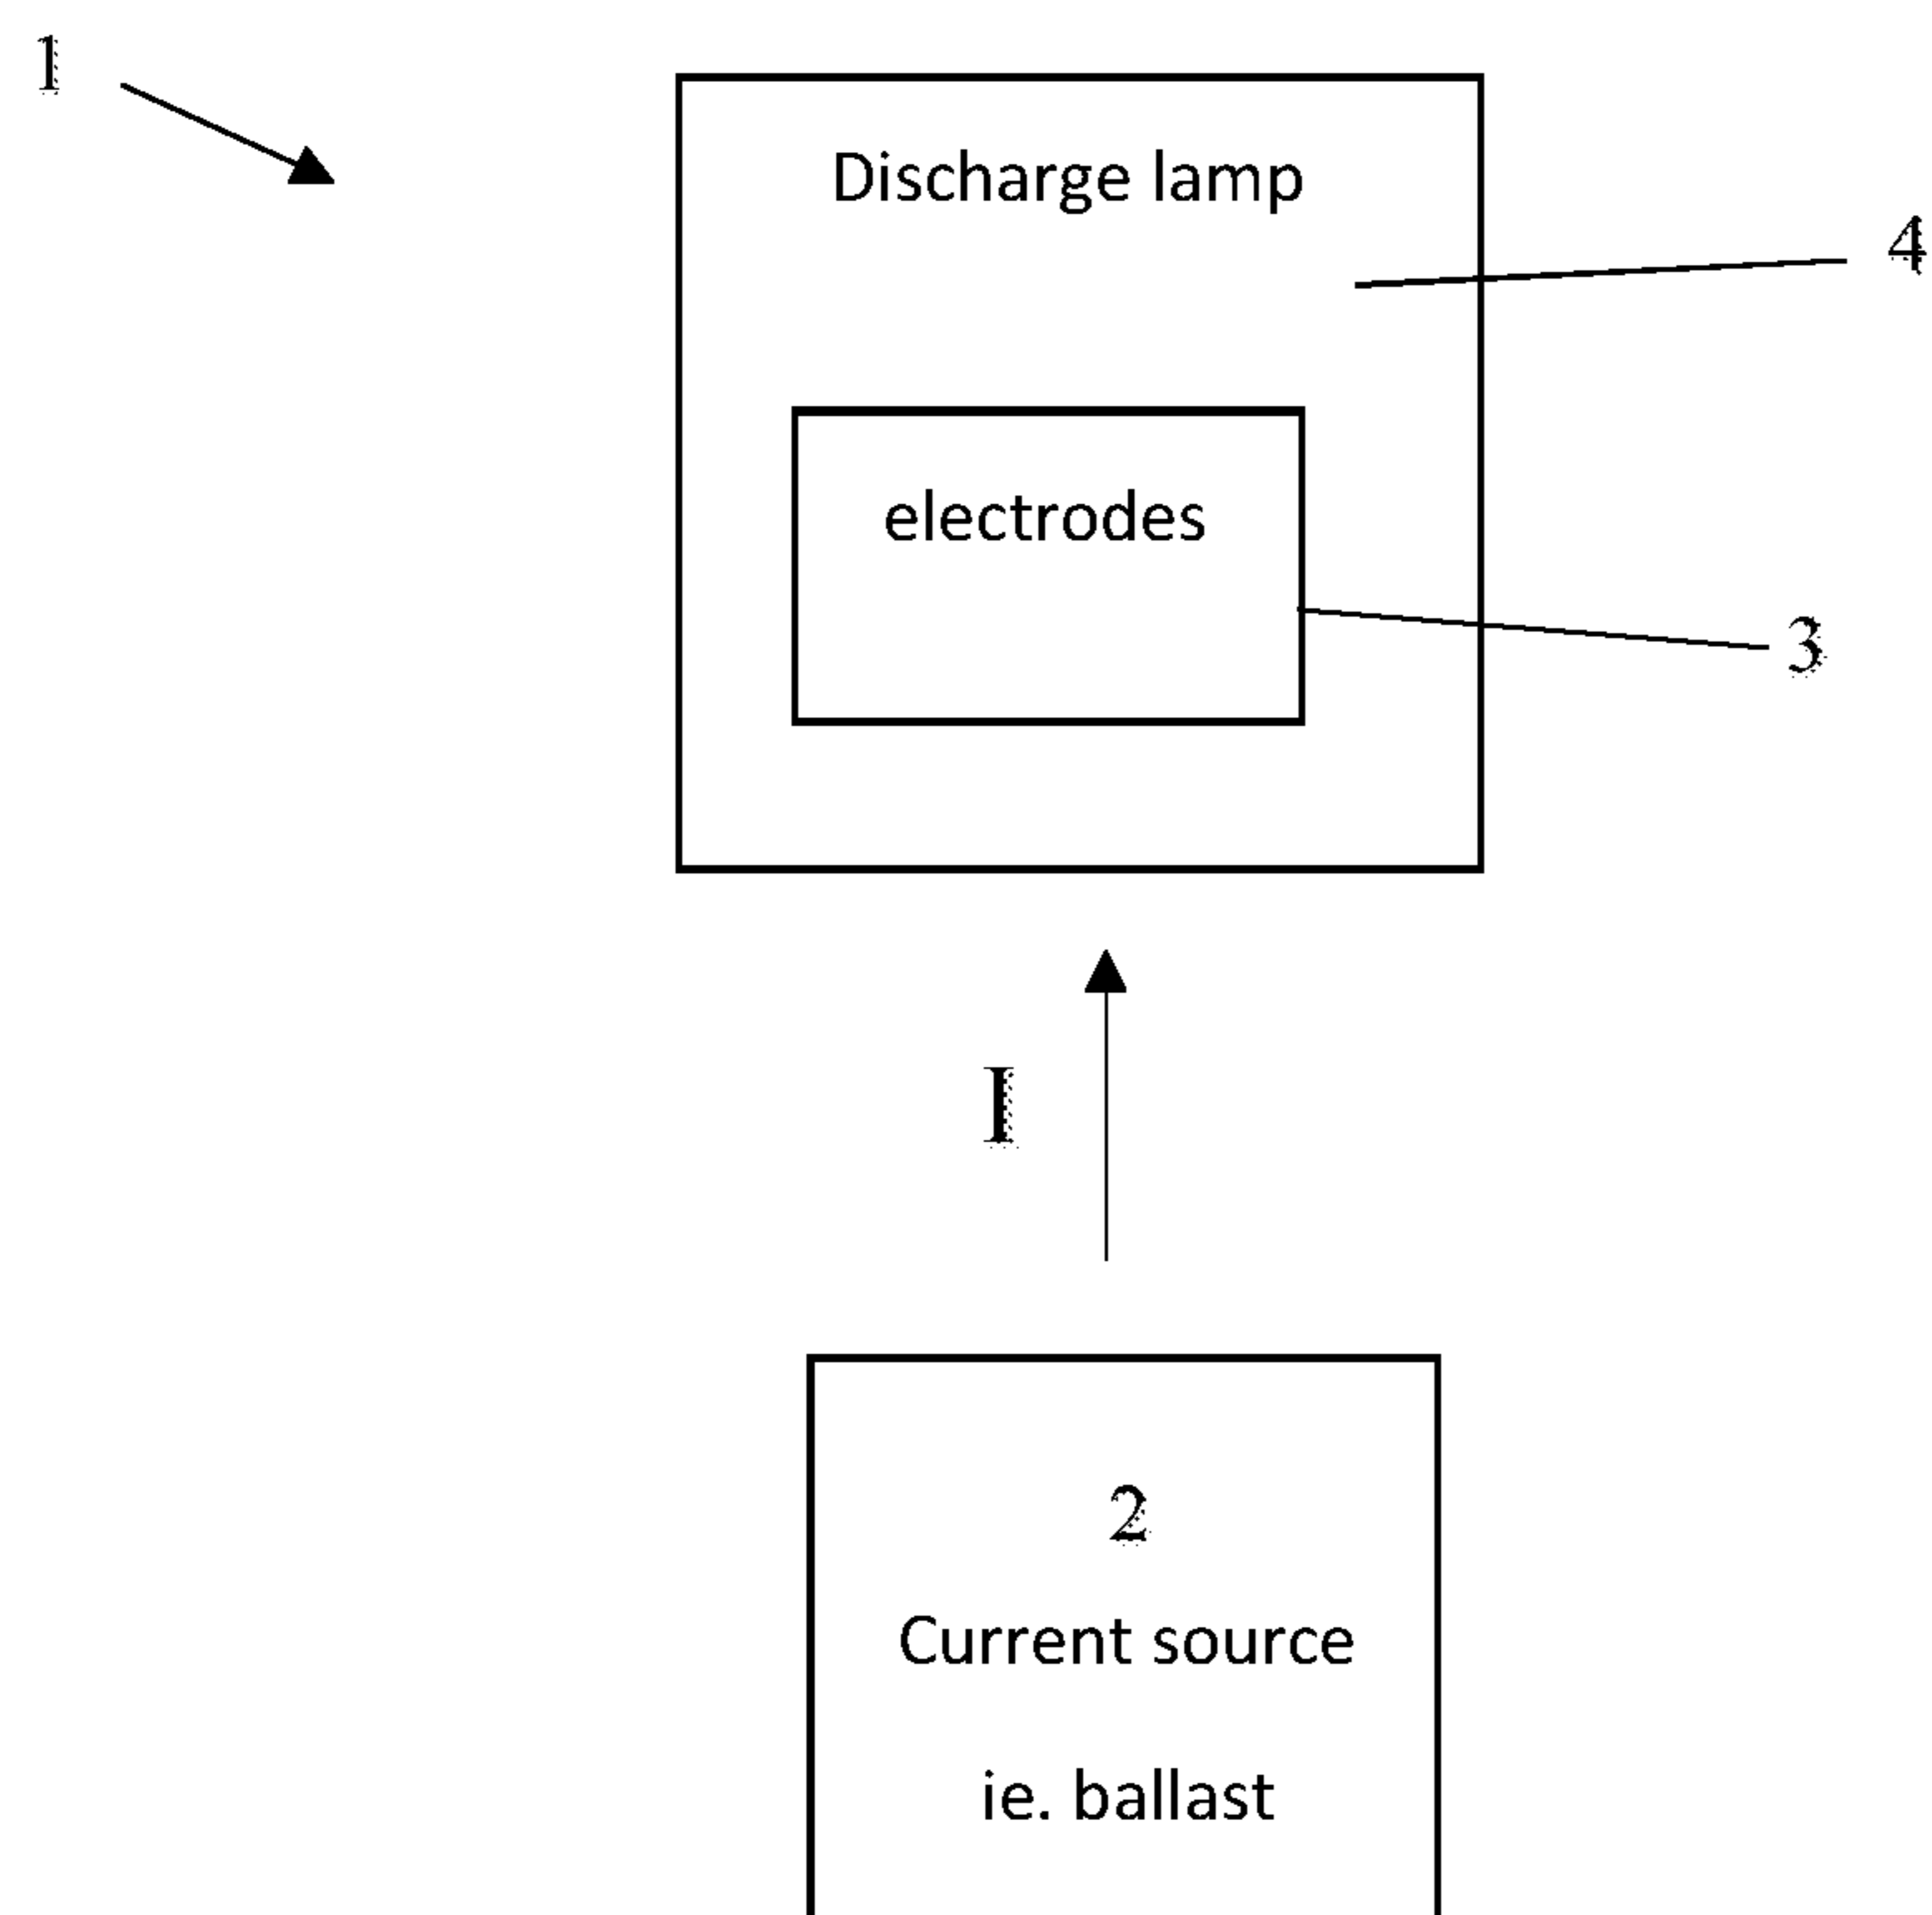 1
Discharge lamp
4
electrodes
3
I
2
Current source
ie. ballast